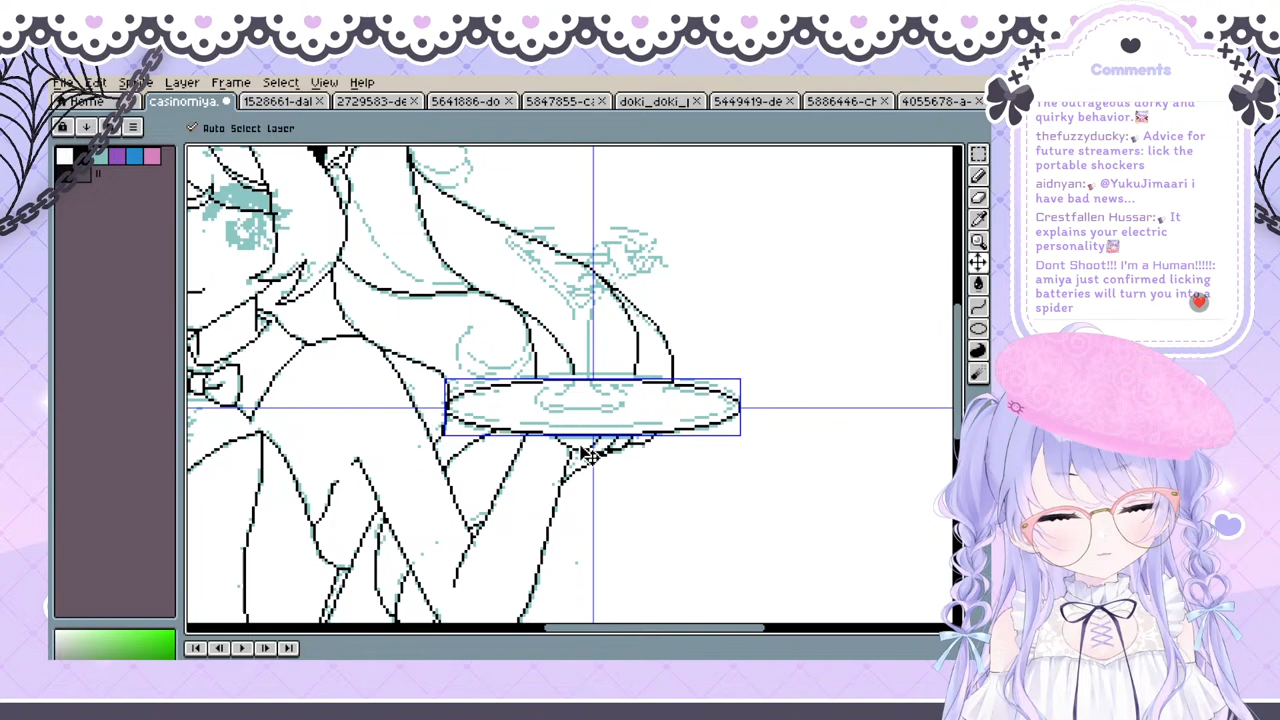 Comments
File Edit Sprite Layer Frame Select View Help
Home casinomiya. 1528661-dal 2729583-de 5641886-do 5847855-c doki_doki_ 5449419-de 5886446-ch 4055678-a-
Auto Select Layer
The outrageous dorky and
quirky behavior.
thefuzzyducky: Advice for
future streamers: lick the
portable shockers
aidnyan: @YukuJimaari i
have bad news...
Crestfallen Hussar: It
explains your electric
personality
Dont Shoot!!! I'm a Human!!!!!:
amiya just confirmed licking
batteries will turn you into a
spider